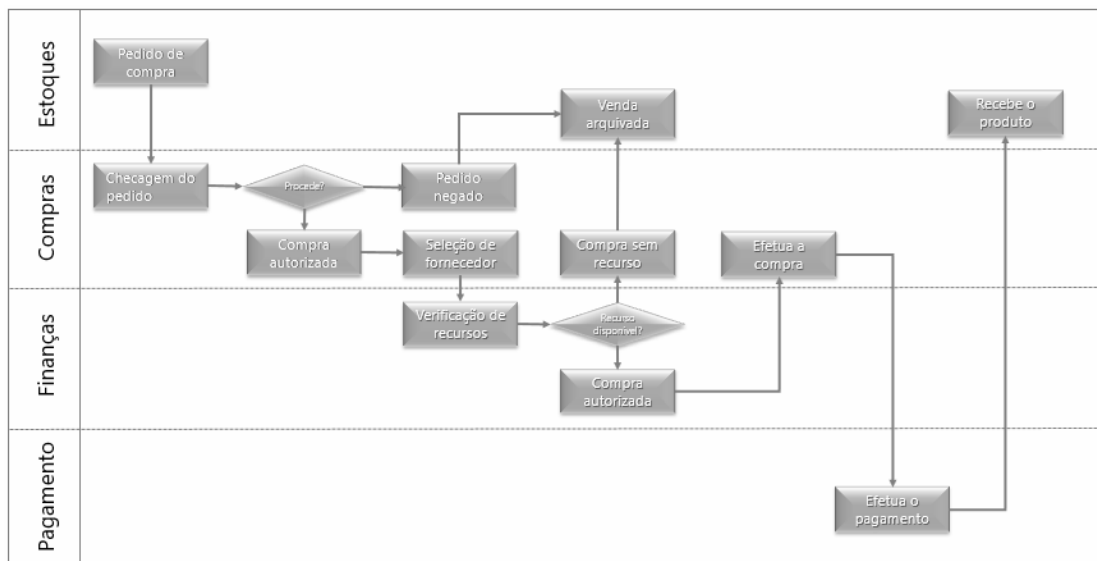 Estoques
Pedido de
compra
Venda
arquivada
Recebe o
produto
Compras
Checagem do
pedido
Procede?
Pedido
negado
Compra
autorizada
Seleção de
fornecedor
Compra sem
recurso
Efetua a
compra
Finanças
Verificação de
recursos
Recurso
disponível?
Compra
autorizada
Pagamento
Efetua o
pagamento